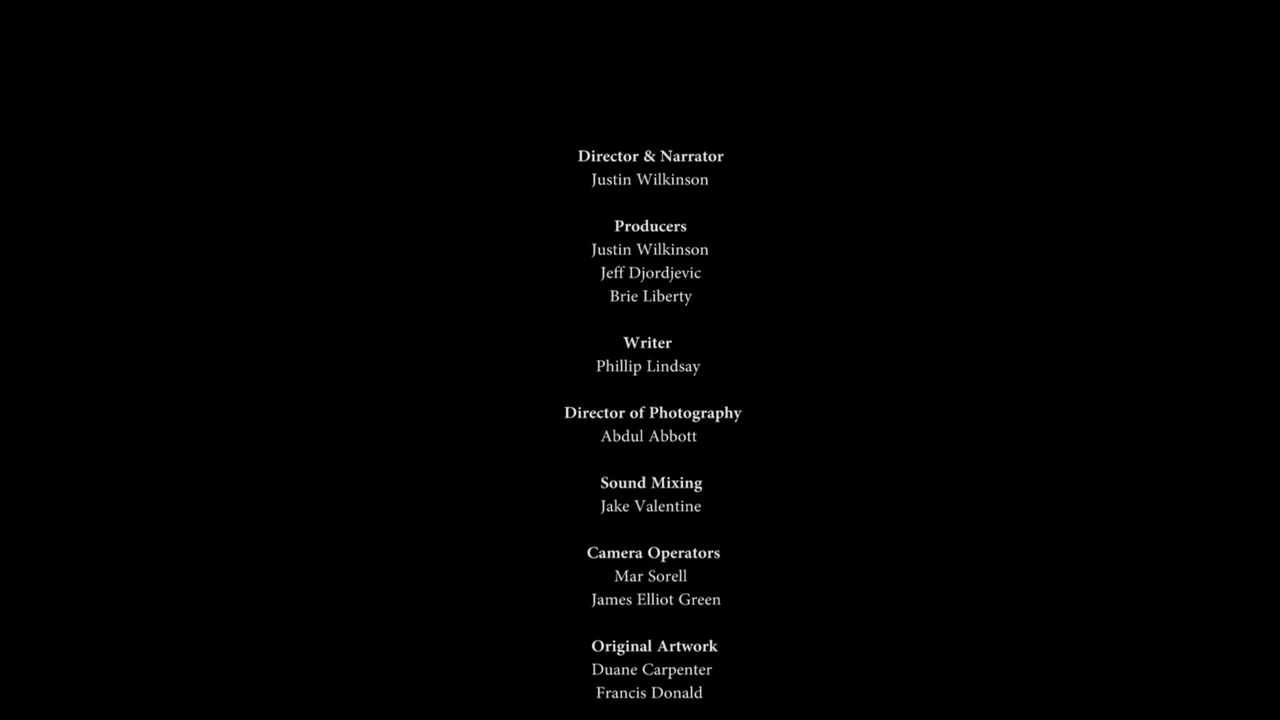 Director & Narrator
Justin Wilkinson
Producers
Justin Wilkinson
Jeff Djordjevic
Brie Liberty
Writer
Phillip Lindsay
Director of Photography
Abdul Abbott
Sound Mixing
Jake Valentine
Camera Operators
Mar Sorell
James Elliot Green
Original Artwork
Duane Carpenter
Francis Donald